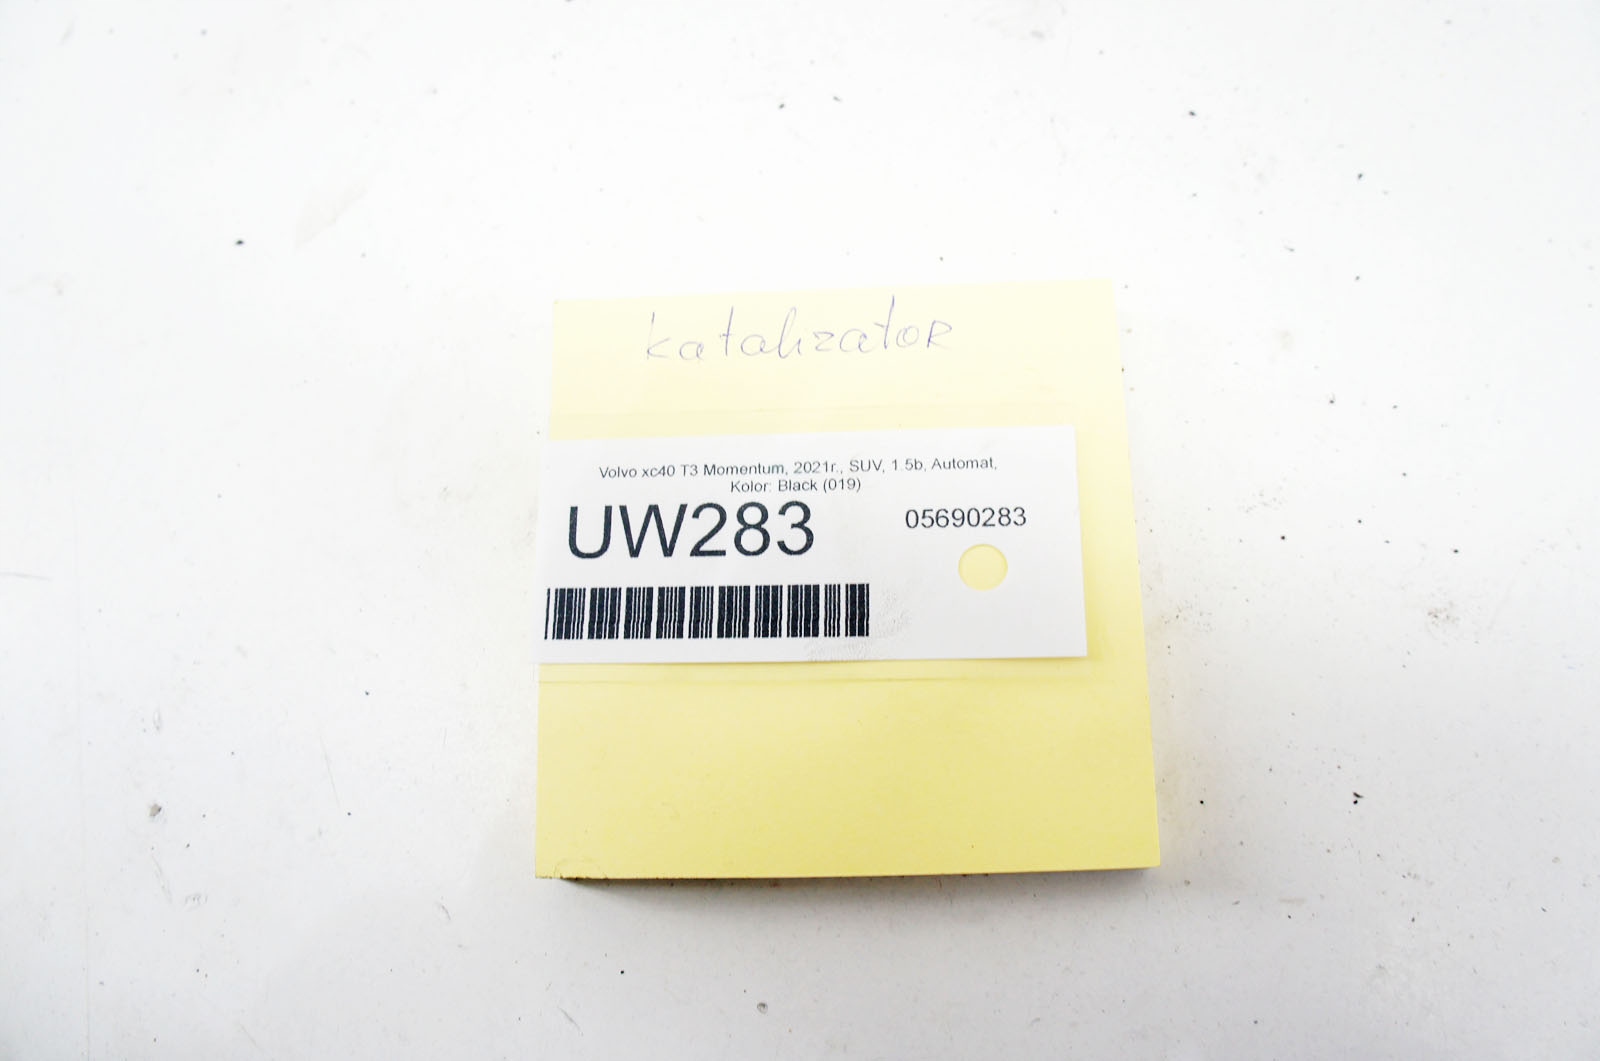 katalizator
Volvo xc40 T3 Momentum, 2021r., SUV, 1.5b, Automat,
Kolor: Black (019)
UW283
05690283